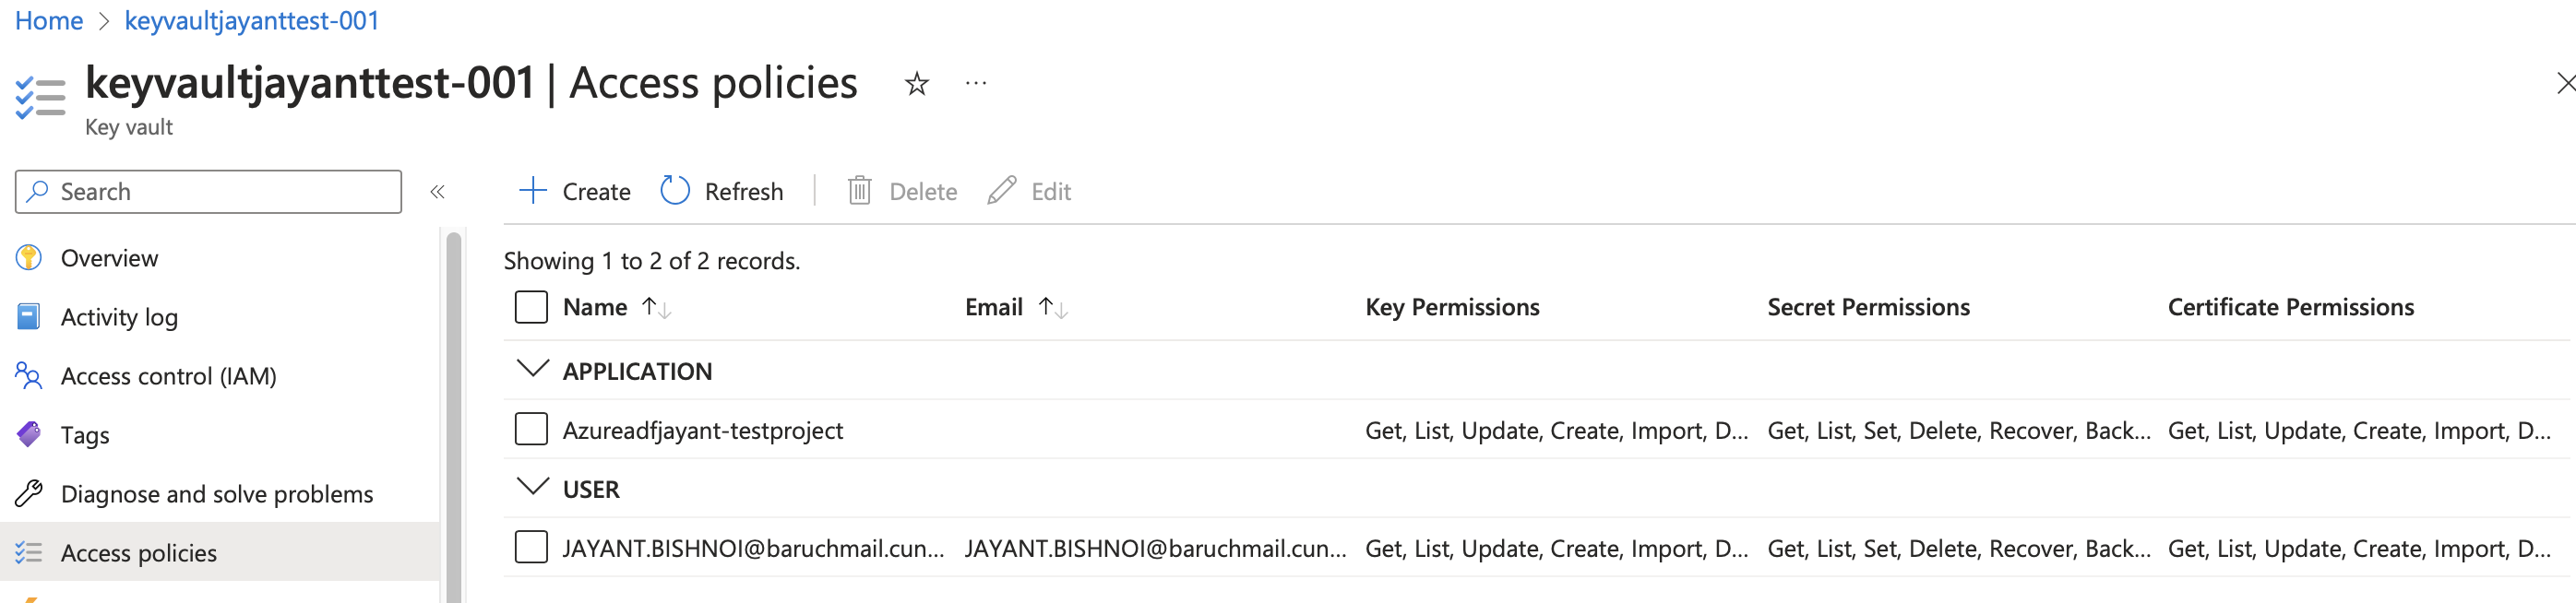 Home > keyvaultjayanttest-001
keyvaultjayanttest-001 | Access policies ☆ ...
Key vault
Search «
Create Refresh | Delete Edit
Overview
Activity log
Access control (IAM)
Tags
Diagnose and solve problems
Access policies
Showing 1 to 2 of 2 records.
Name ↑↓ Email ↑↓ Key Permissions Secret Permissions Certificate Permissions
APPLICATION
Azureadfjayant-testproject Get, List, Update, Create, Import, D... Get, List, Set, Delete, Recover, Back... Get, List, Update, Create, Import, D...
USER
JAYANT.BISHNOI@baruchmail.cun... JAYANT.BISHNOI@baruchmail.cun... Get, List, Update, Create, Import, D... Get, List, Set, Delete, Recover, Back... Get, List, Update, Create, Import, D...